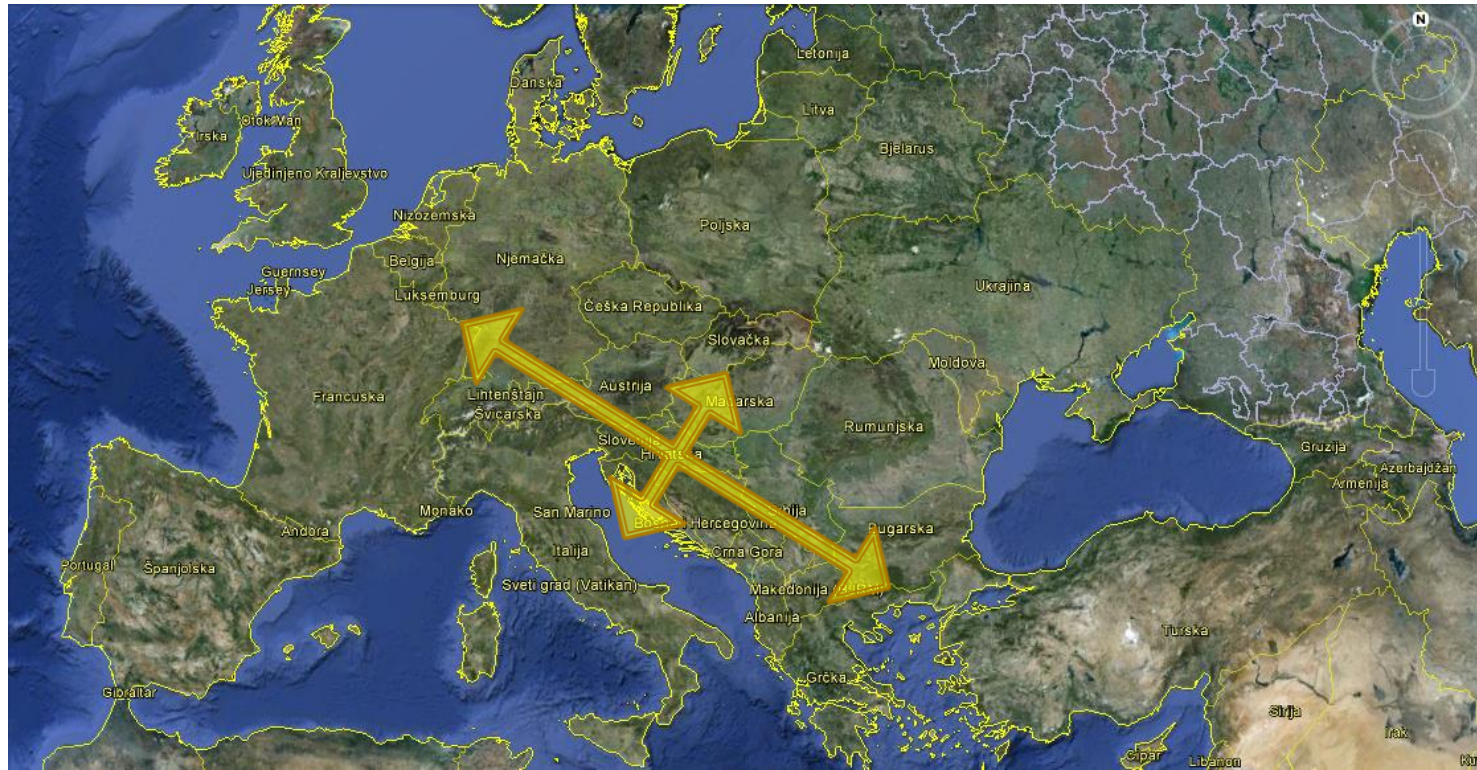 N
Letonija
Danska
Litva
Otok Man
Irska
Bjelarus
Ujedinjeno Kraljevstvo
Nizozemska
Poljska
Njemačka
Belgija
Guernsey
Jersey
Luksemburg
Ukrajina
Češka Republika
Slovačka
Moldova
Austrija
Lihtenštajn
Francuska
Mađarska
Švicarska
Rumunjska
Slovenija
Hrvatska
Gruzija
Azerbajdžan
Armenija
Monako
San Marino
Srbija
Bosna i Hercegovina
Bugarska
Andora
Italija
Crna Gora
Portugal
Španjolska
Sveti grad (Vatikan)
Makedonija
Albanija
Turska
Grčka
Gibraltar
Sirija
Irak
Cipar
Libanon